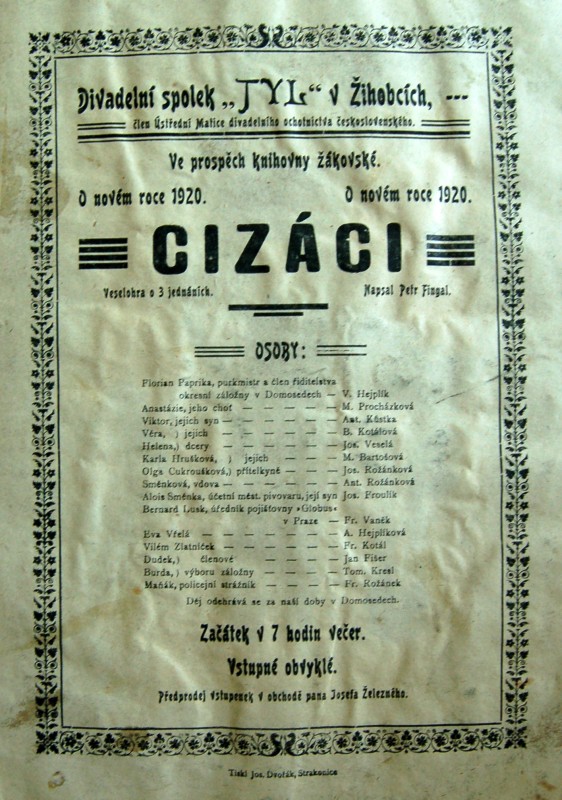 Divadelní spolek „TYL“ v Žihobcích, ---
člen Ústřední Matice divadelního ochotnictva československého.
Ve prospěch knihovny žákovské.
O novém roce 1920. O novém roce 1920.
CIZÁCI
Veselohra o 3 jednáních. Napsal Petr Fingal.
OSOBY:
Florian Paprika, purkmistr a člen řiditelstva
okresní záložny v Domosedech — V. Hejplík
Anastázie, jeho choť — — — — — M. Procházková
Viktor, jejich syn — — — — — — Ant. Kůstka
Věra, ) jejich — — — — — B. Kotálová
Helena,) dcery — — — — — Jos. Veselá
Karla Hrušková, ) jejich — — — M. Bartošová
Olga Cukroušková,) přítelkyně — — — Jos. Rožánková
Směnková, vdova — — — — — Ant. Rožánková
Alois Směnka, účetní měst. pivovaru, její syn Jos. Proulík
Bernard Lusk, úředník pojišťovny »Globus«
v Praze — Fr. Vaněk
Eva Vřelá — — — — — — A. Hejplíková
Vilém Zlatníček — — — — — Fr. Kotál
Dudek,) členové — — — — Jan Fišer
Burda,) výboru záložny — — — — Tom. Kresl
Maňák, policejní strážník — — — — Fr. Rožánek
Děj odehrává se za naší doby v Domosedech.
Začátek v 7 hodin večer.
Vstupné obvyklé.
Předprodej vstupenek v obchodě pana Josefa Železného.
Tiskl Jos. Dvořák, Strakonice